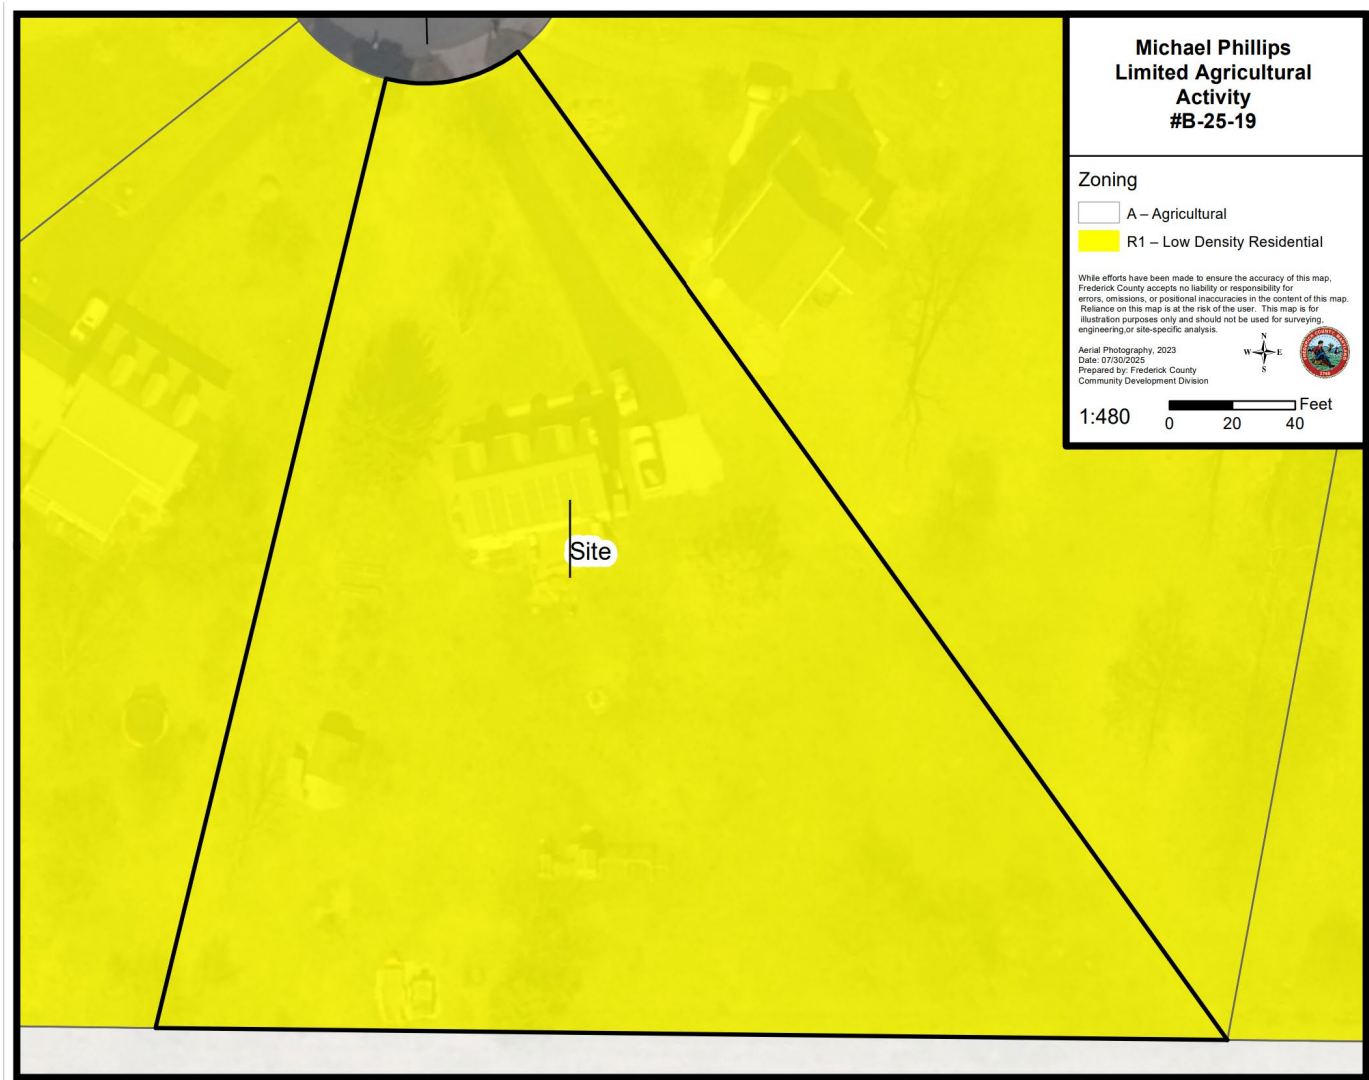 Michael Phillips
Limited Agricultural
Activity
#B-25-19
Zoning
A – Agricultural
R1 – Low Density Residential
While efforts have been made to ensure the accuracy of this map,
Frederick County accepts no liability or responsibility for
errors, omissions, or positional inaccuracies in the content of this map.
Reliance on this map is at the risk of the user. This map is for
illustration purposes only and should not be used for surveying,
engineering,or site-specific analysis.
Aerial Photography, 2023
Date: 07/30/2025
Prepared by: Frederick County
Community Development Division
N
W E
S
1:480
Feet
0 20 40
Site